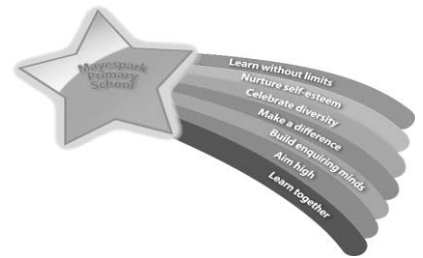 Mayespark
Primary
School
Learn without limits
Nurture self-esteem
Celebrate diversity
Make a difference
Build enquiring minds
Aim high
Learn together